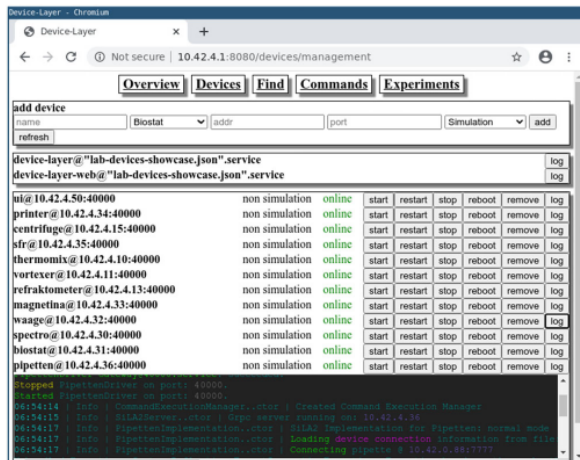 Device-Layer - Chromium
Device-Layer × +
Not secure | 10.42.4.1:8080/devices/management
Overview Devices Find Commands Experiments
add device
name Biostat addr port Simulation add
refresh
device-layer@"lab-devices-showcase.json".service log
device-layer-web@"lab-devices-showcase.json".service log
ui@10.42.4.50:40000 non simulation online start restart stop reboot remove log
printer@10.42.4.34:40000 non simulation online start restart stop reboot remove log
centrifuge@10.42.4.15:40000 non simulation online start restart stop reboot remove log
sfr@10.42.4.35:40000 non simulation online start restart stop reboot remove log
thermomix@10.42.4.10:40000 non simulation online start restart stop reboot remove log
vortexer@10.42.4.11:40000 non simulation online start restart stop reboot remove log
refraktometer@10.42.4.13:40000 non simulation online start restart stop reboot remove log
magnetina@10.42.4.33:40000 non simulation online start restart stop reboot remove log
waage@10.42.4.32:40000 non simulation online start restart stop reboot remove log
spectro@10.42.4.30:40000 non simulation online start restart stop reboot remove log
biostat@10.42.4.31:40000 non simulation online start restart stop reboot remove log
pipetten@10.42.4.36:40000 non simulation online start restart stop reboot remove log
Stopped PipettenDriver on port: 40000.
Started PipettenDriver on port: 40000.
06:54:14 | Info | CommandExecutionManager..ctor | Created Command Execution Manager
06:54:15 | Info | SiLA2Server..ctor | Grpc server running on: 10.42.4.36
06:54:17 | Info | PipettenImplementation..ctor | SiLA2 Implementation for Pipetten: normal mode
06:54:17 | Info | PipettenImplementation..ctor | Loading device connection information from file
06:54:17 | Info | PipettenImplementation..ctor | Connecting pipette @ 10.42.0.88:7777